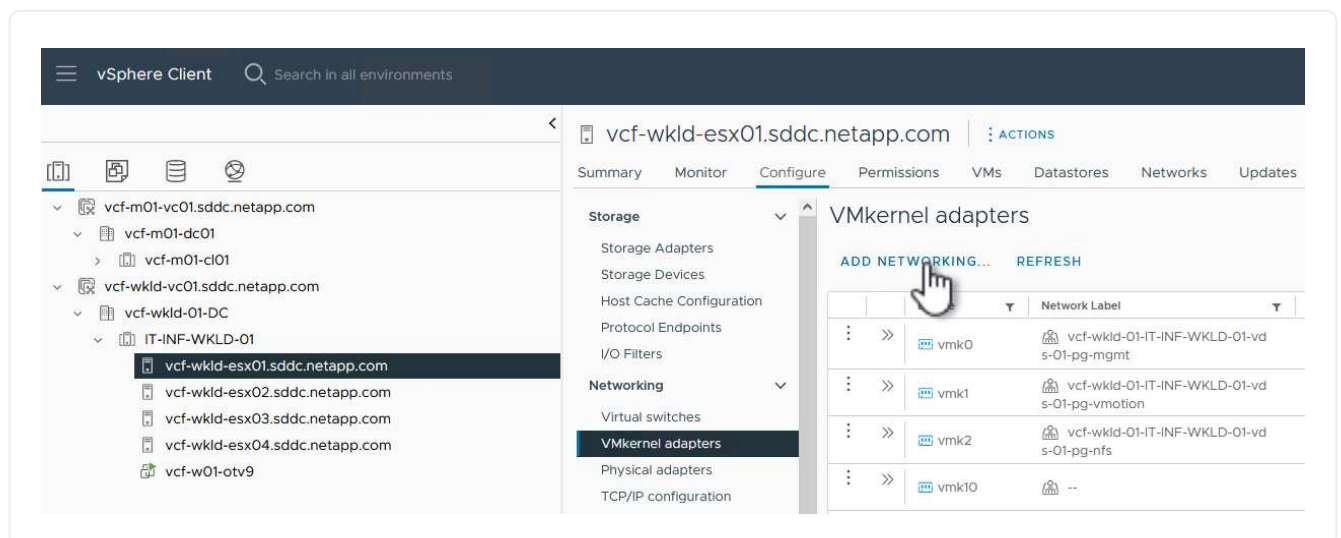 vSphere Client
Search in all environments
vcf-m01-vc01.sddc.netapp.com
vcf-m01-dc01
vcf-m01-cl01
vcf-wkld-vc01.sddc.netapp.com
vcf-wkld-01-DC
IT-INF-WKLD-01
vcf-wkld-esx01.sddc.netapp.com
vcf-wkld-esx02.sddc.netapp.com
vcf-wkld-esx03.sddc.netapp.com
vcf-wkld-esx04.sddc.netapp.com
vcf-w01-otv9
vcf-wkld-esx01.sddc.netapp.com
ACTIONS
Summary Monitor Configure Permissions VMs Datastores Networks Updates
Storage
Storage Adapters
Storage Devices
Host Cache Configuration
Protocol Endpoints
I/O Filters
Networking
Virtual switches
VMkernel adapters
Physical adapters
TCP/IP configuration
VMkernel adapters
ADD NETWORKING... REFRESH
Network Label
vmk0
vcf-wkld-01-IT-INF-WKLD-01-vd
s-01-pg-mgmt
vmk1
vcf-wkld-01-IT-INF-WKLD-01-vd
s-01-pg-vmotion
vmk2
vcf-wkld-01-IT-INF-WKLD-01-vd
s-01-pg-nfs
vmk10
--